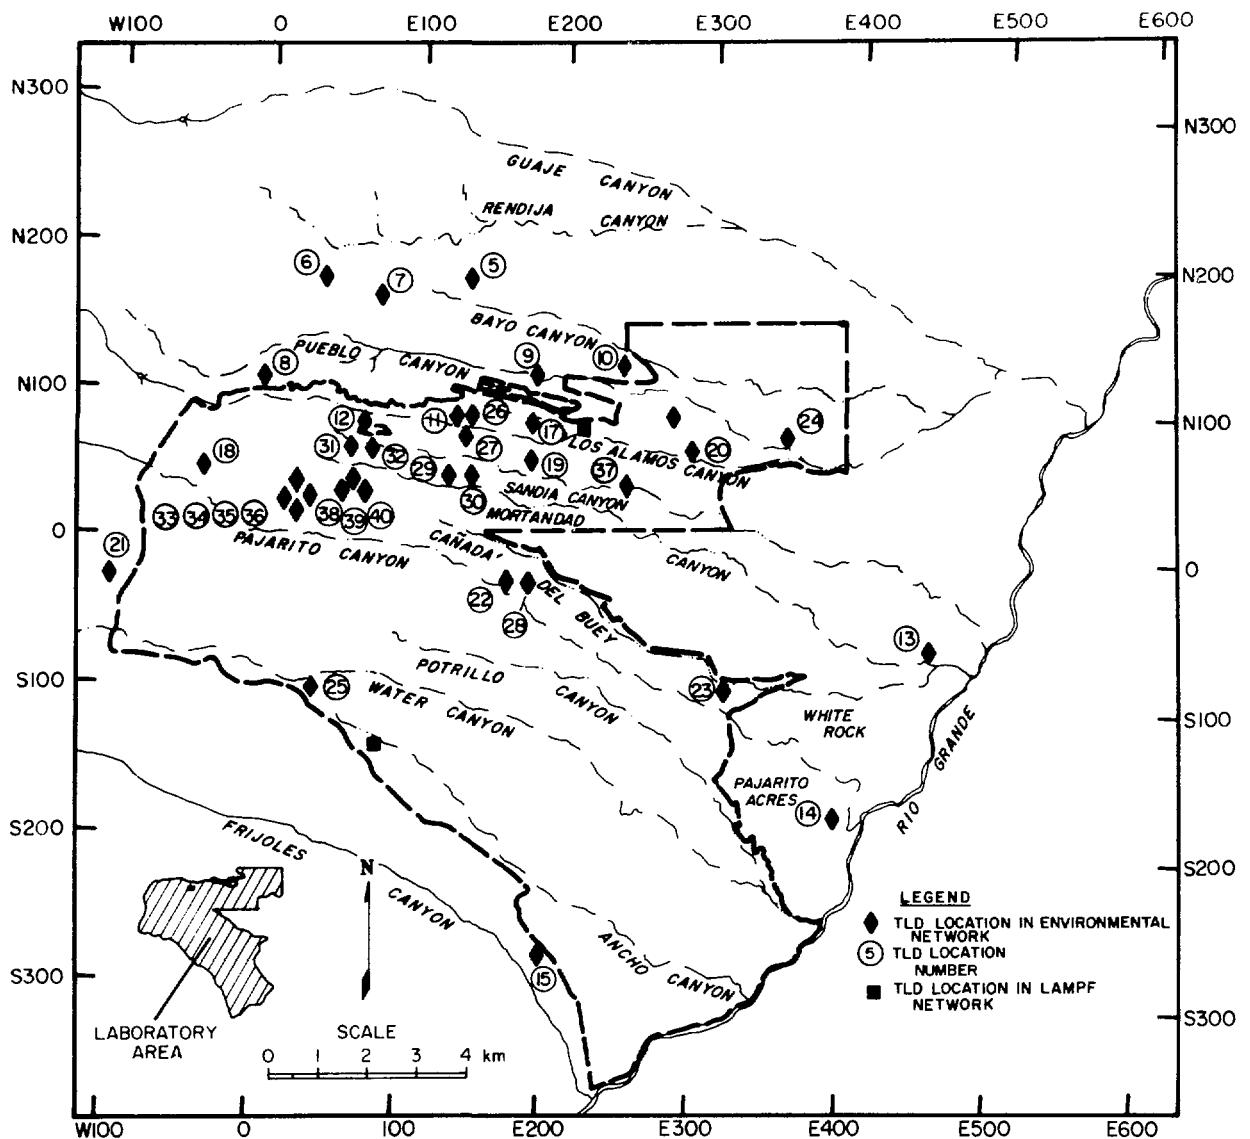 W100 0 E100 E200 E300 E400 E500 E600
N300
N300
GUAJE CANYON
RENDIJA CANYON
N200
6
7
5
N200
BAYO CANYON
PUEBLO CANYON
8
9
10
N100
N100
12
11
26
17
24
LOS ALAMOS CANYON
18
31
32
29
27
19
37
20
SANDIA CANYON
30
33 34 35 36 38 39 40
MORTANDAD
CANYON
0
0
21
PAJARITO CANYON
CAÑADA
DEL BUEY
22
28
13
S100
25
POTRILLO CANYON
WATER CANYON
23
S100
WHITE
ROCK
PAJARITO
ACRES
14
RIO GRANDE
S200
S200
FRIJOLES
CANYON
N
ANCHO CANYON
15
S300
S300
LEGEND
TLD LOCATION IN ENVIRONMENTAL
NETWORK
5 TLD LOCATION
NUMBER
TLD LOCATION IN LAMPF
NETWORK
LABORATORY
AREA
SCALE
0 1 2 4 km
W100 0 E100 E200 E300 E400 E500 E600